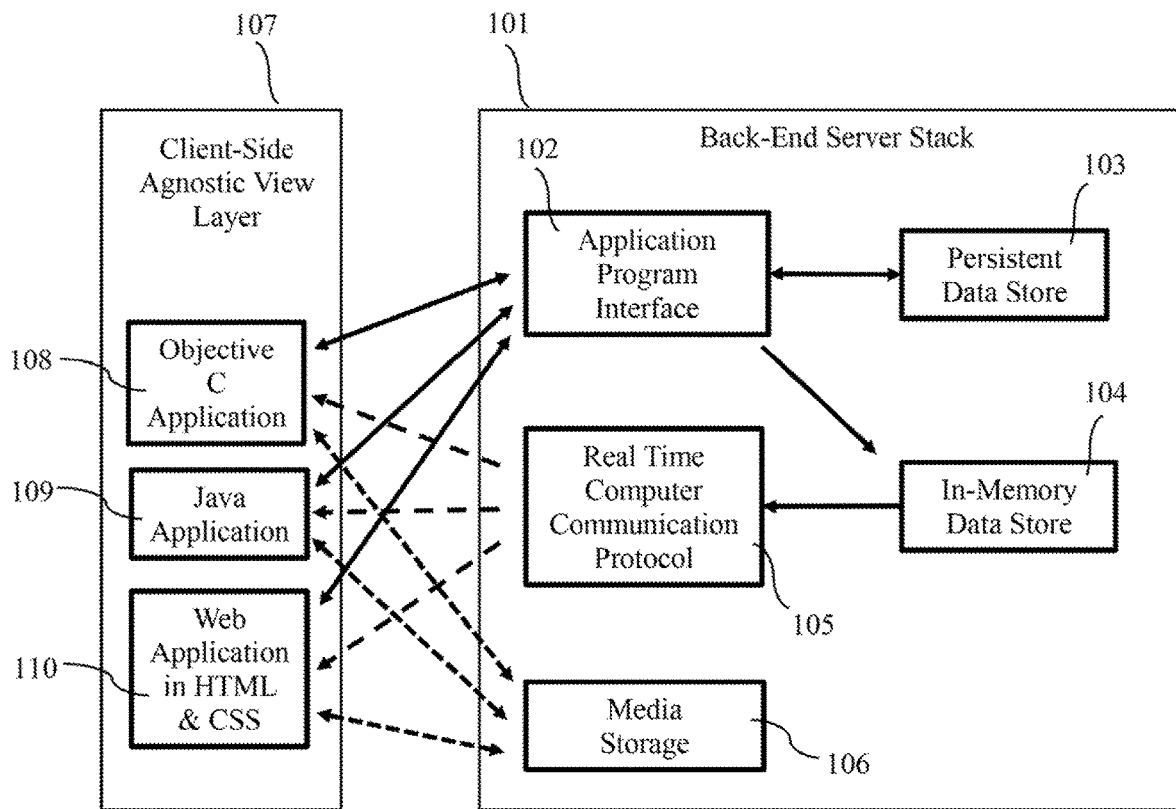 107
101
Client-Side
Agnostic View
Layer
Back-End Server Stack
102
Application
Program
Interface
103
Persistent
Data Store
108
Objective
C
Application
109
Java
Application
110
Web
Application
in HTML
& CSS
Real Time
Computer
Communication
Protocol
105
104
In-Memory
Data Store
Media
Storage
106